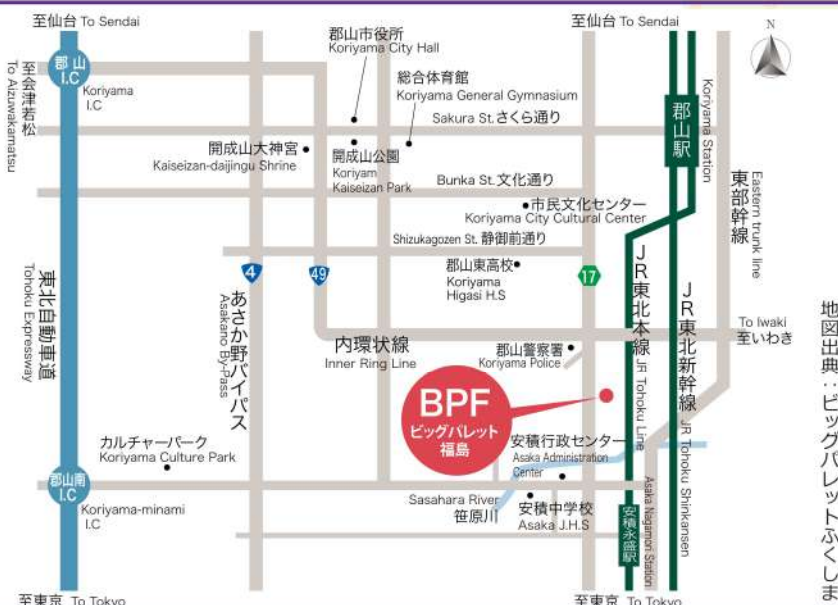 至仙台 To Sendai
至仙台 To Sendai
N
郡山
I.C
Koriyama
I.C
至会津若松
To Aizuwakamatsu
郡山市役所
Koriyama City Hall
総合体育館
Koriyama General Gymnasium
Sakura St. さくら通り
郡山駅
Koriyama Station
開成山大神宮
Kaiseizan-daijingu Shrine
開成山公園
Koriyam
Kaiseizan Park
Bunka St. 文化通り
東部幹線
Eastern trunk line
市民文化センター
Koriyama City Cultural Center
Shizukagozen St. 静御前通り
4
49
郡山東高校
Koriyama
Higasi H.S
17
東北自動車道
Tohoku Expressway
あさか野バイパス
Asakano By-Pass
内環状線
Inner Ring Line
郡山警察署
Koriyama Police
JR東北本線 JR Tohoku Line
JR東北新幹線 JR Tohoku Shinkansen
To Iwaki
至いわき
BPF
ビッグパレット
福島
カルチャーパーク
Koriyama Culture Park
安積行政センター
Asaka Administration
Center
郡山南
I.C
Koriyama-minami
I.C
Sasahara River
笹原川
安積中学校
Asaka J.H.S
安積永盛駅
Asaka Nagamori Station
至東京 To Tokyo
至東京 To Tokyo
地図出典：ビッグパレットふくしま